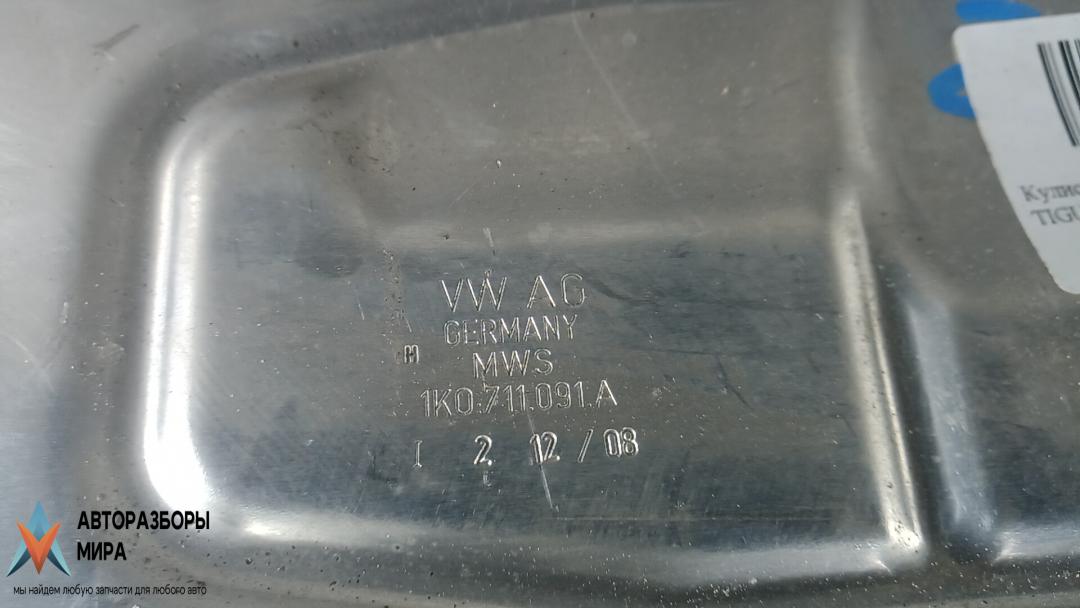 VW AG
GERMANY
H
MWS
1K0.711.091.A
I 2. 12. / 08
TIGU
АВТОРАЗБОРЫ
МИРА
мы найдем любую запчасти для любого авто